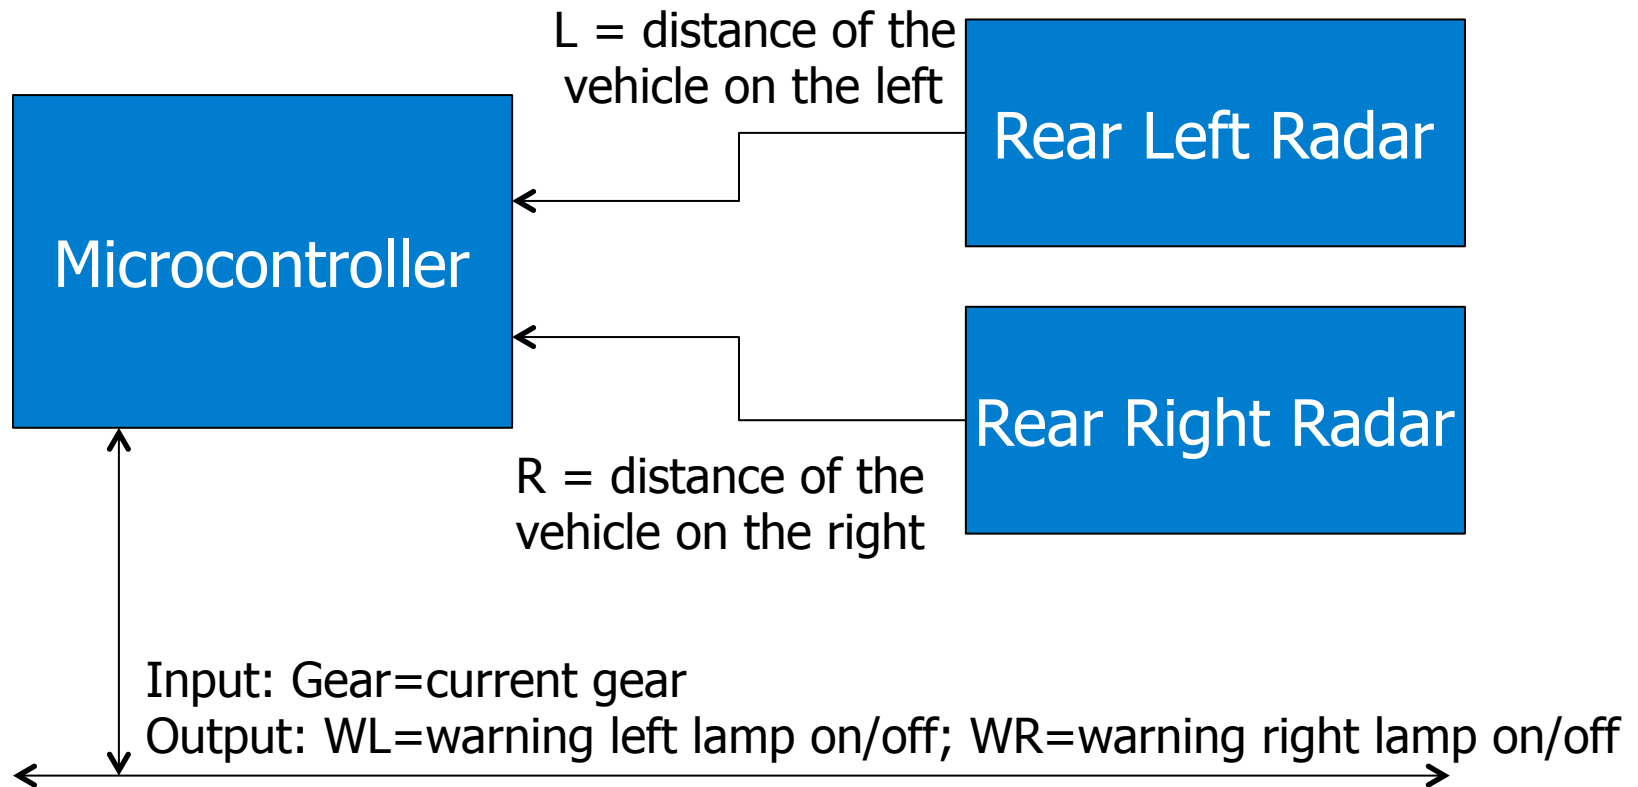 L = distance of the
vehicle on the left
Rear Left Radar
Microcontroller
Rear Right Radar
R = distance of the
vehicle on the right
Input: Gear=current gear
Output: WL=warning left lamp on/off; WR=warning right lamp on/off